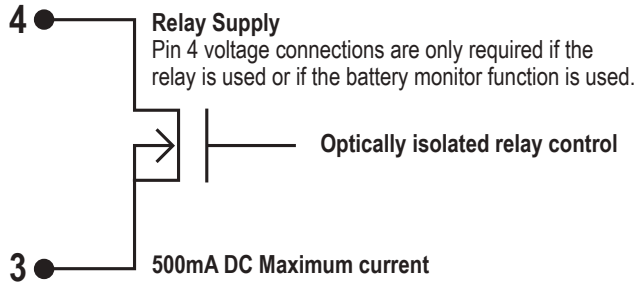 4 Relay Supply
Pin 4 voltage connections are only required if the
relay is used or if the battery monitor function is used.
Optically isolated relay control
3 500mA DC Maximum current